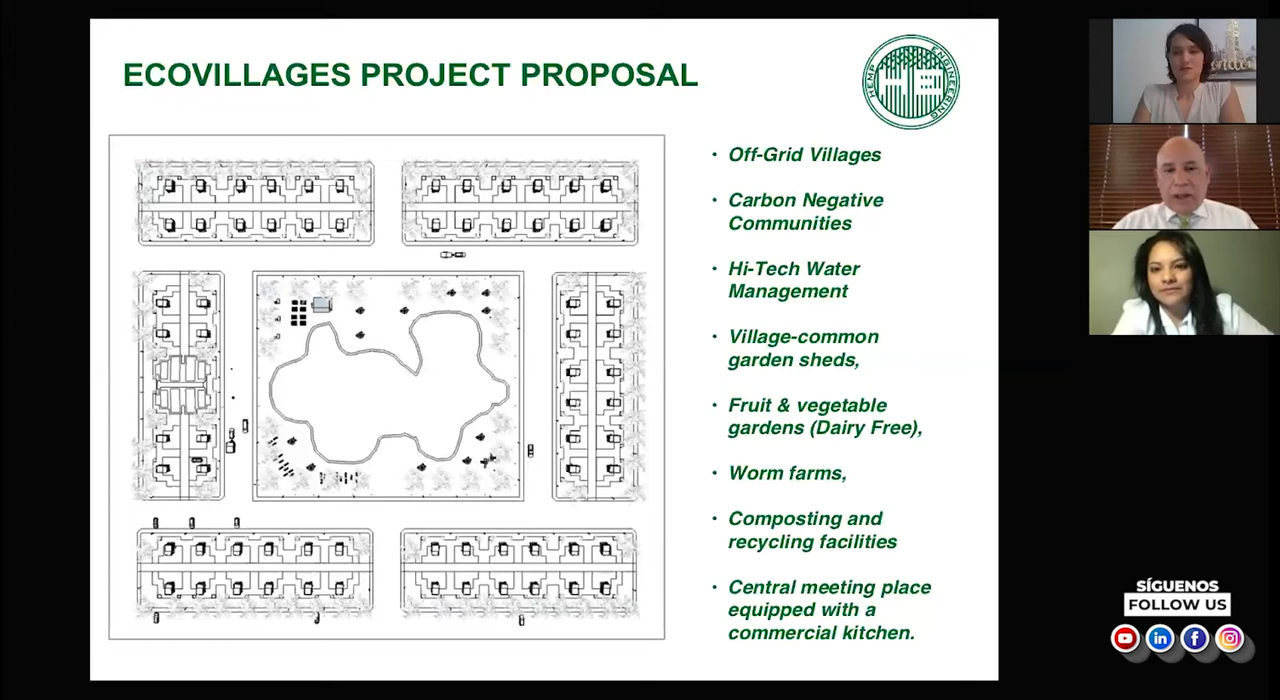 ECOVILLAGES PROJECT PROPOSAL
HEMP ENGINEERING
HE
• Off-Grid Villages
• Carbon Negative
Communities
• Hi-Tech Water
Management
• Village-common
garden sheds,
• Fruit & vegetable
gardens (Dairy Free),
• Worm farms,
• Composting and
recycling facilities
• Central meeting place
equipped with a
commercial kitchen.
SÍGUENOS
FOLLOW US